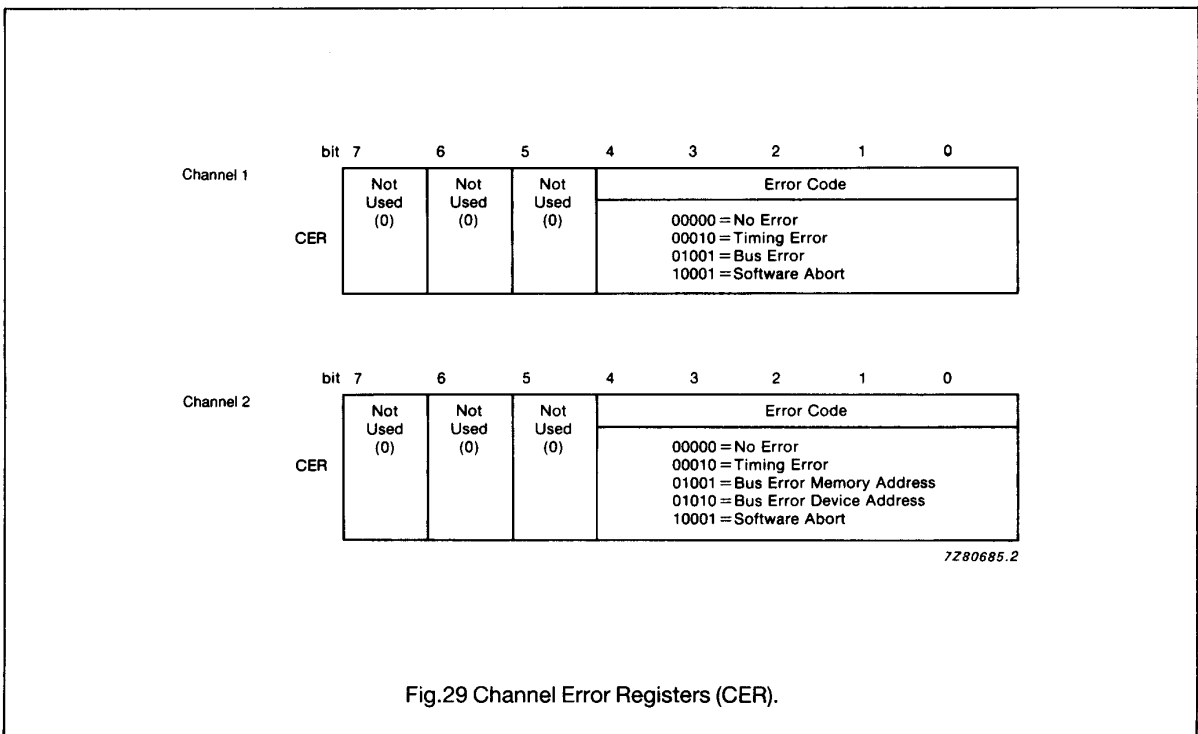 bit 7 6 5 4 3 2 1 0
Channel 1
Not Used (0) Not Used (0) Not Used (0) Error Code
CER
00000 = No Error
00010 = Timing Error
01001 = Bus Error
10001 = Software Abort
bit 7 6 5 4 3 2 1 0
Channel 2
Not Used (0) Not Used (0) Not Used (0) Error Code
CER
00000 = No Error
00010 = Timing Error
01001 = Bus Error Memory Address
01010 = Bus Error Device Address
10001 = Software Abort
7Z80685.2
Fig.29 Channel Error Registers (CER).